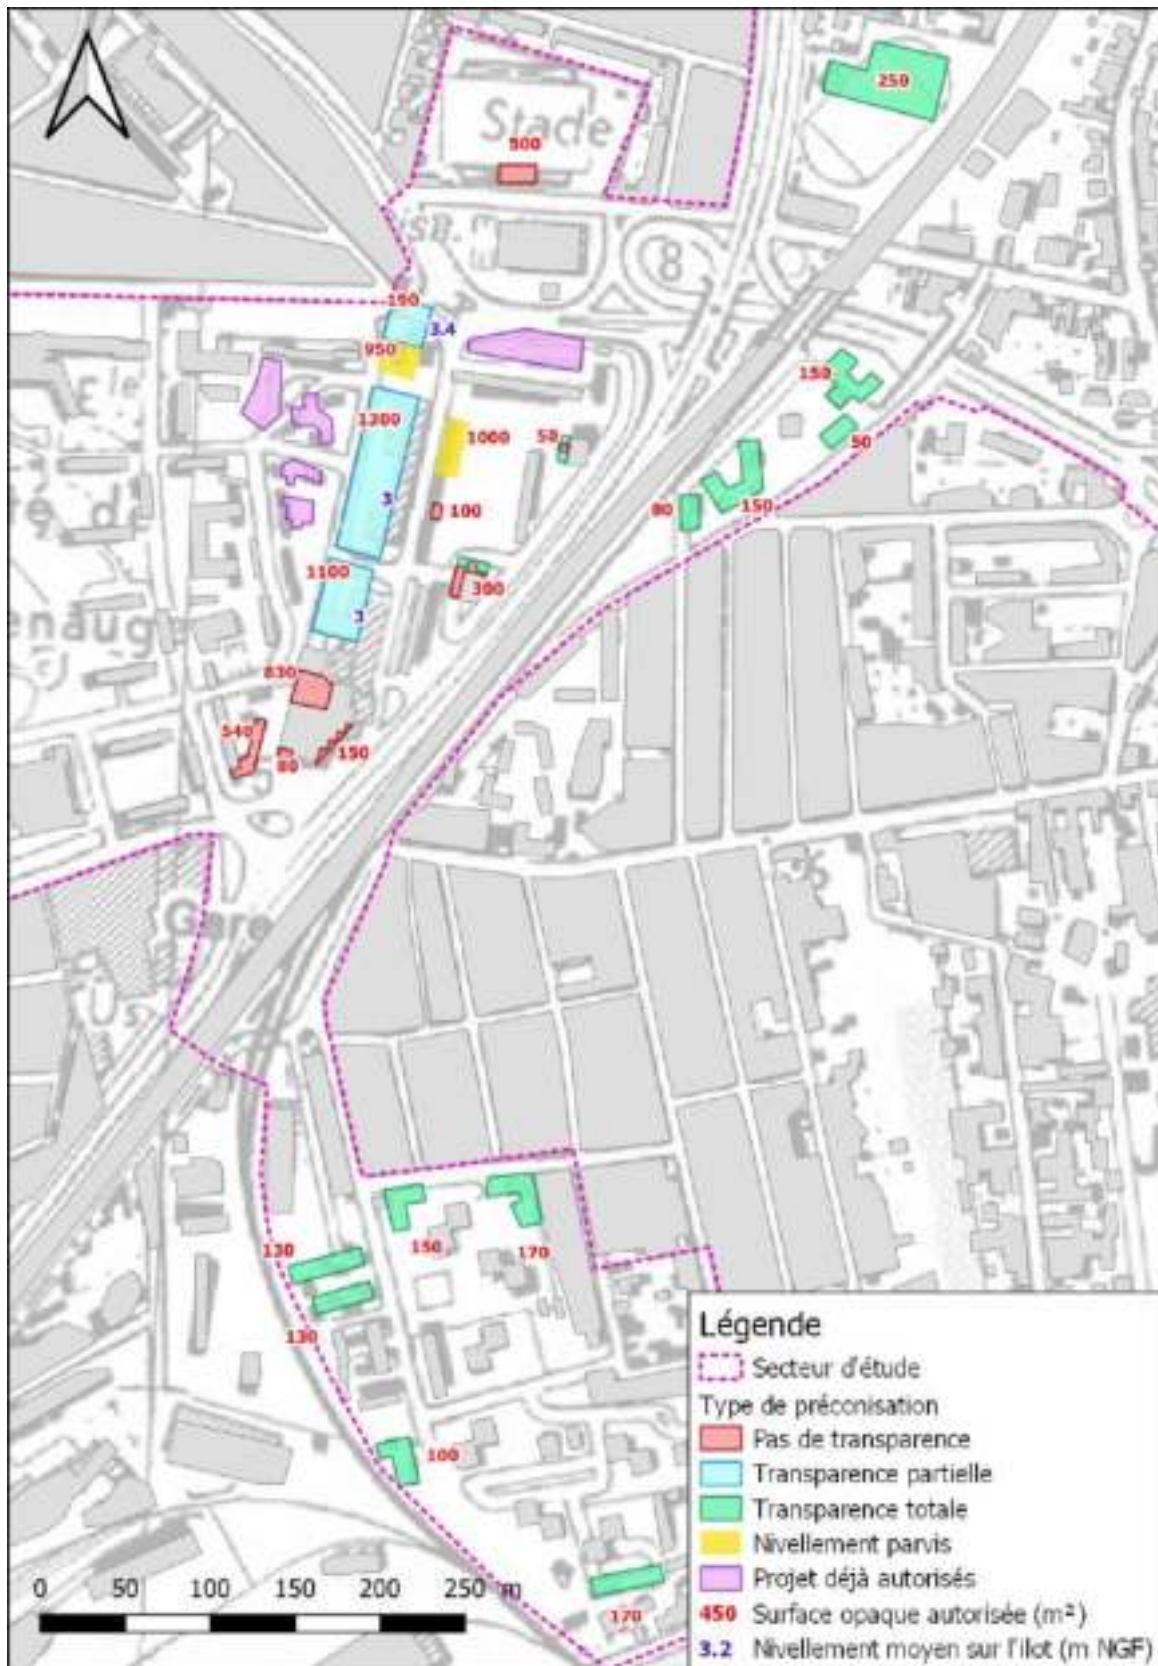 250
Stade
500
8
190
3.4
950
1300
1000
50
150
50
3
100
80
150
1100
300
3
enaug
830
540
80
150
Gare
150
170
130
130
100
170
0 50 100 150 200 250 m
Légende
Secteur d'étude
Type de préconisation
Pas de transparence
Transparence partielle
Transparence totale
Nivellement parvis
Projet déjà autorisés
450 Surface opaque autorisée (m²)
3.2 Nivellement moyen sur l'ilot (m NGF)